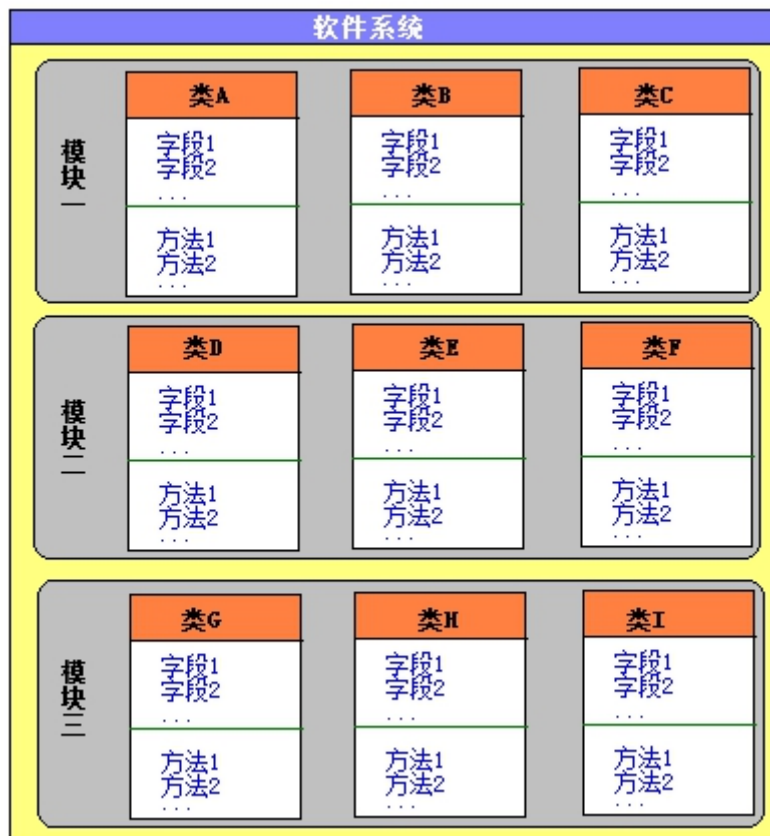 软件系统
模块一
类A
字段1
字段2
...
方法1
方法2
...
类B
字段1
字段2
...
方法1
方法2
...
类C
字段1
字段2
...
方法1
方法2
...
模块二
类D
字段1
字段2
...
方法1
方法2
...
类E
字段1
字段2
...
方法1
方法2
...
类F
字段1
字段2
...
方法1
方法2
...
模块三
类G
字段1
字段2
...
方法1
方法2
...
类H
字段1
字段2
...
方法1
方法2
...
类I
字段1
字段2
...
方法1
方法2
...